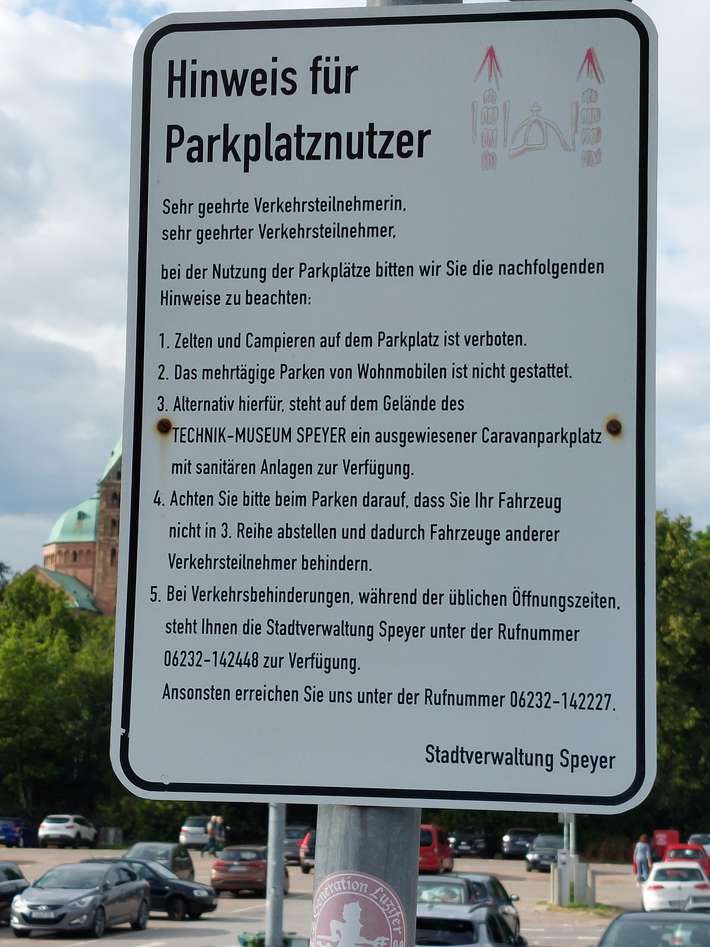 Hinweis für
Parkplatznutzer
Sehr geehrte Verkehrsteilnehmerin,
sehr geehrter Verkehrsteilnehmer,
bei der Nutzung der Parkplätze bitten wir Sie die nachfolgenden
Hinweise zu beachten:
1. Zelten und Campieren auf dem Parkplatz ist verboten.
2. Das mehrtägige Parken von Wohnmobilen ist nicht gestattet.
3. Alternativ hierfür, steht auf dem Gelände des
TECHNIK-MUSEUM SPEYER ein ausgewiesener Caravanparkplatz
mit sanitären Anlagen zur Verfügung.
4. Achten Sie bitte beim Parken darauf, dass Sie Ihr Fahrzeug
nicht in 3. Reihe abstellen und dadurch Fahrzeuge anderer
Verkehrsteilnehmer behindern.
5. Bei Verkehrsbehinderungen, während der üblichen Öffnungszeiten,
steht Ihnen die Stadtverwaltung Speyer unter der Rufnummer
06232-142448 zur Verfügung.
Ansonsten erreichen Sie uns unter der Rufnummer 06232-142227.
Stadtverwaltung Speyer
Generation Luzifer